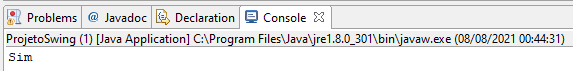 Problems @ Javadoc Declaration Console
ProjetoSwing (1) [Java Application] C:\Program Files\Java\jre1.8.0_301\bin\javaw.exe (08/08/2021 00:44:31)
Sim